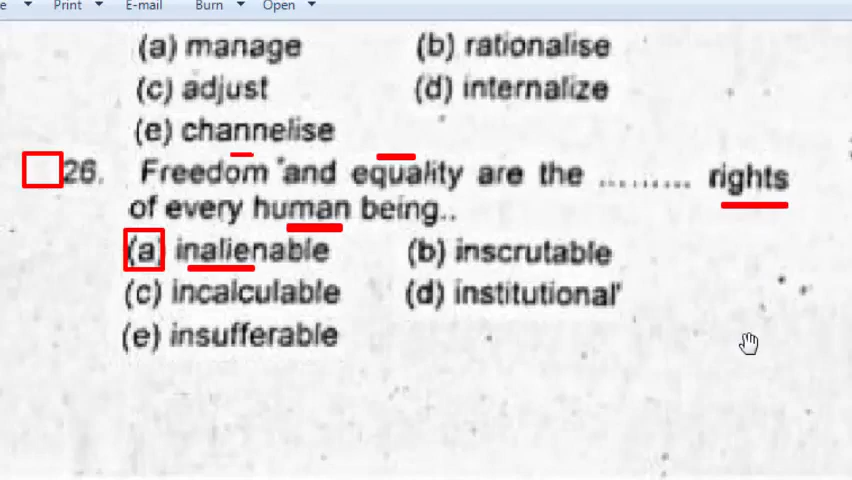 Print E-mail Burn Open
(a) manage (b) rationalise
(c) adjust (d) internalize
(e) channelise
26. Freedom and equality are the ......... rights
of every human being..
(a) inalienable (b) inscrutable
(c) incalculable (d) institutional
(e) insufferable